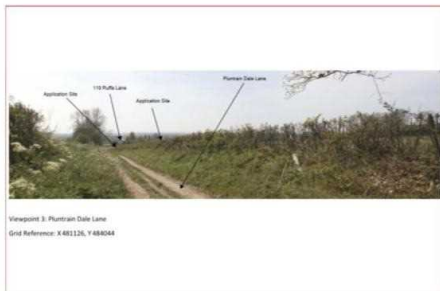 Application Site
110 Ruffs Lane
Application Site
Pluntrain Dale Lane
Viewpoint 3: Pluntrain Dale Lane
Grid Reference: X 481126, Y 484044